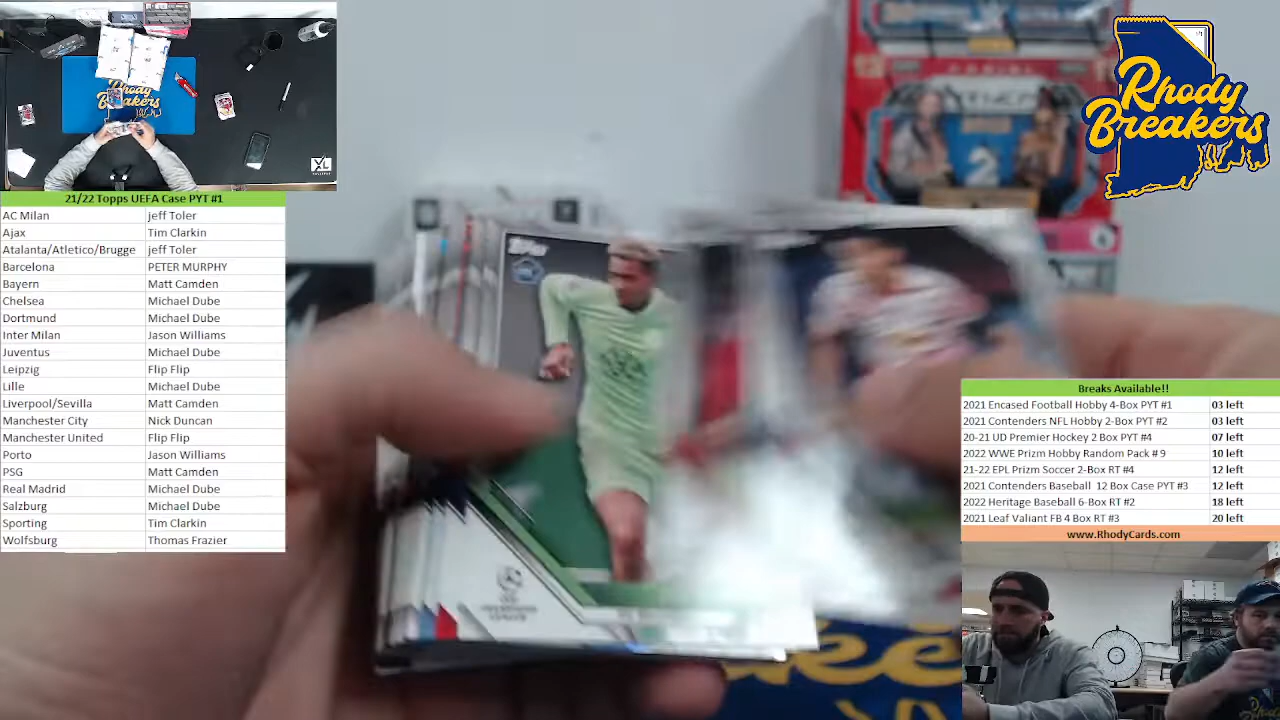 Rhody
Breakers
21/22 Topps UEFA Case PYT #1
AC Milan jeff Toler
Ajax Tim Clarkin
Atalanta/Atletico/Brugge jeff Toler
Barcelona PETER MURPHY
Bayern Matt Camden
Chelsea Michael Dube
Dortmund Michael Dube
Inter Milan Jason Williams
Juventus Michael Dube
Leipzig Flip Flip
Lille Michael Dube
Liverpool/Sevilla Matt Camden
Manchester City Nick Duncan
Manchester United Flip Flip
Porto Jason Williams
PSG Matt Camden
Real Madrid Michael Dube
Salzburg Michael Dube
Sporting Tim Clarkin
Wolfsburg Thomas Frazier
Topps
PANINI
PRIZM
2
Rhody
Breakers
Breaks Available!!
2021 Encased Football Hobby 4-Box PYT #1 03 left
2021 Contenders NFL Hobby 2-Box PYT #2 03 left
20-21 UD Premier Hockey 2 Box PYT #4 07 left
2022 WWE Prizm Hobby Random Pack # 9 10 left
21-22 EPL Prizm Soccer 2-Box RT #4 12 left
2021 Contenders Baseball 12 Box Case PYT #3 12 left
2022 Heritage Baseball 6-Box RT #2 18 left
2021 Leaf Valiant FB 4 Box RT #3 20 left
www.RhodyCards.com